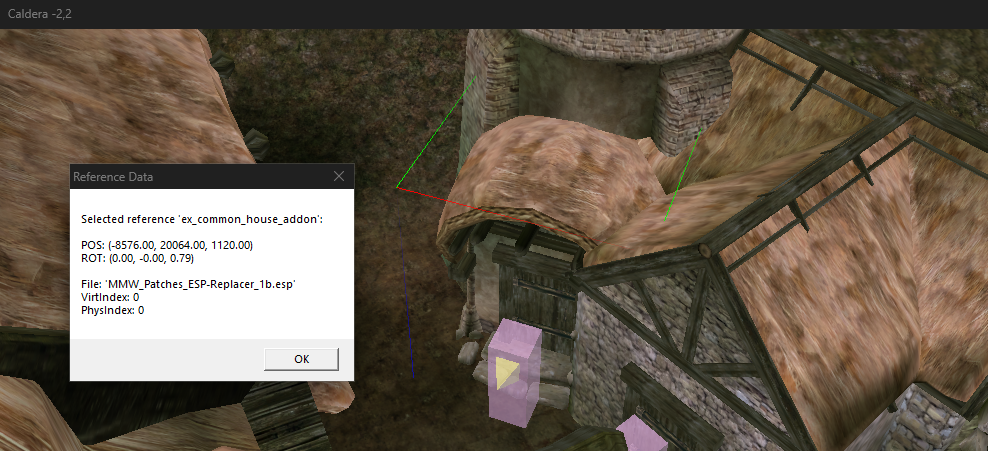 Caldera -2,2
Reference Data
Selected reference 'ex_common_house_addon':
POS: (-8576.00, 20064.00, 1120.00)
ROT: (0.00, -0.00, 0.79)
File: 'MMW_Patches_ESP-Replacer_1b.esp'
VirtIndex: 0
PhysIndex: 0
OK